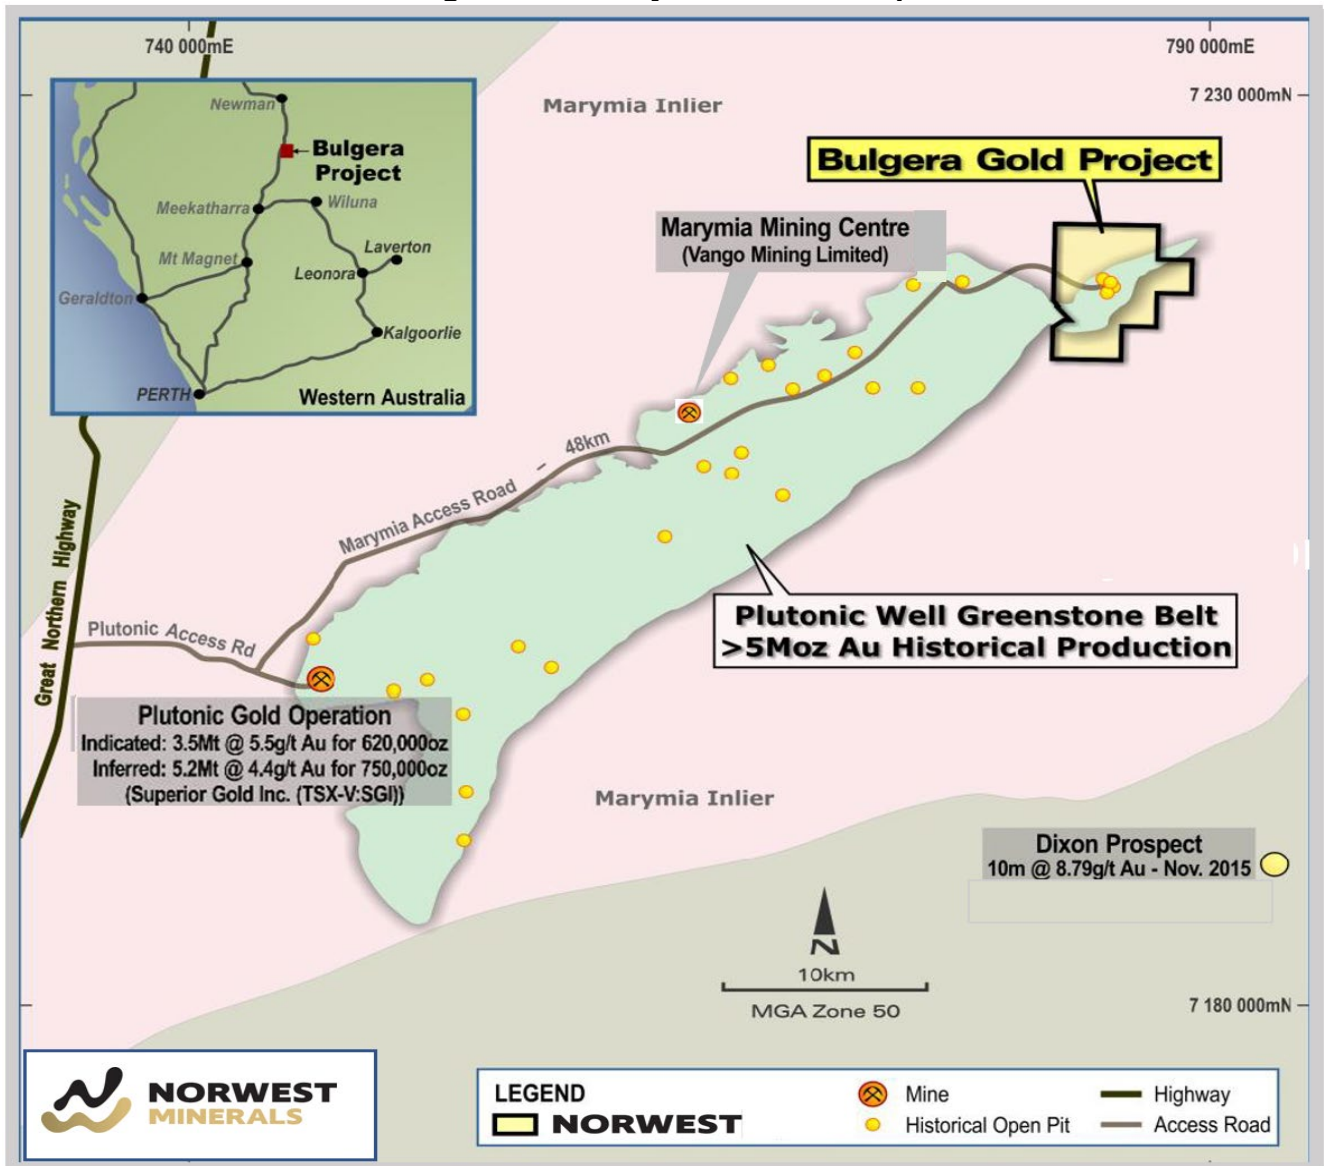 740 000mE
790 000mE
7 230 000mN
Marymia Inlier
Newman
Bulgera
Project
Meekatharra
Wiluna
Mt Magnet
Laverton
Leonora
Geraldton
Kalgoorlie
PERTH
Western Australia
Bulgera Gold Project
Marymia Mining Centre
(Vango Mining Limited)
Marymia Access Road – 48km
Great Northern Highway
Plutonic Access Rd
Plutonic Well Greenstone Belt
>5Moz Au Historical Production
Plutonic Gold Operation
Indicated: 3.5Mt @ 5.5g/t Au for 620,000oz
Inferred: 5.2Mt @ 4.4g/t Au for 750,000oz
(Superior Gold Inc. (TSX-V:SGI))
Marymia Inlier
Dixon Prospect
10m @ 8.79g/t Au - Nov. 2015
N
10km
MGA Zone 50
7 180 000mN
NORWEST
MINERALS
LEGEND
NORWEST
Mine
Historical Open Pit
Highway
Access Road